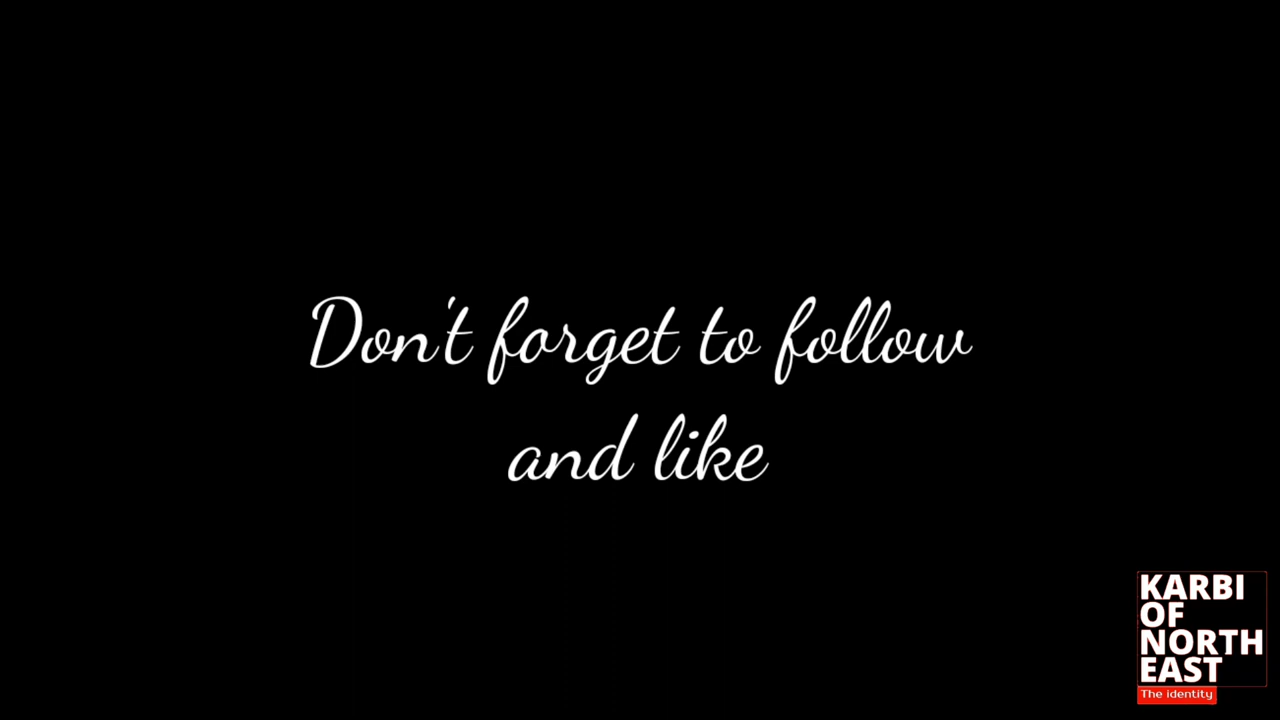 Don't forget to follow
and like
KARBI
OF
NORTH
EAST
The identity